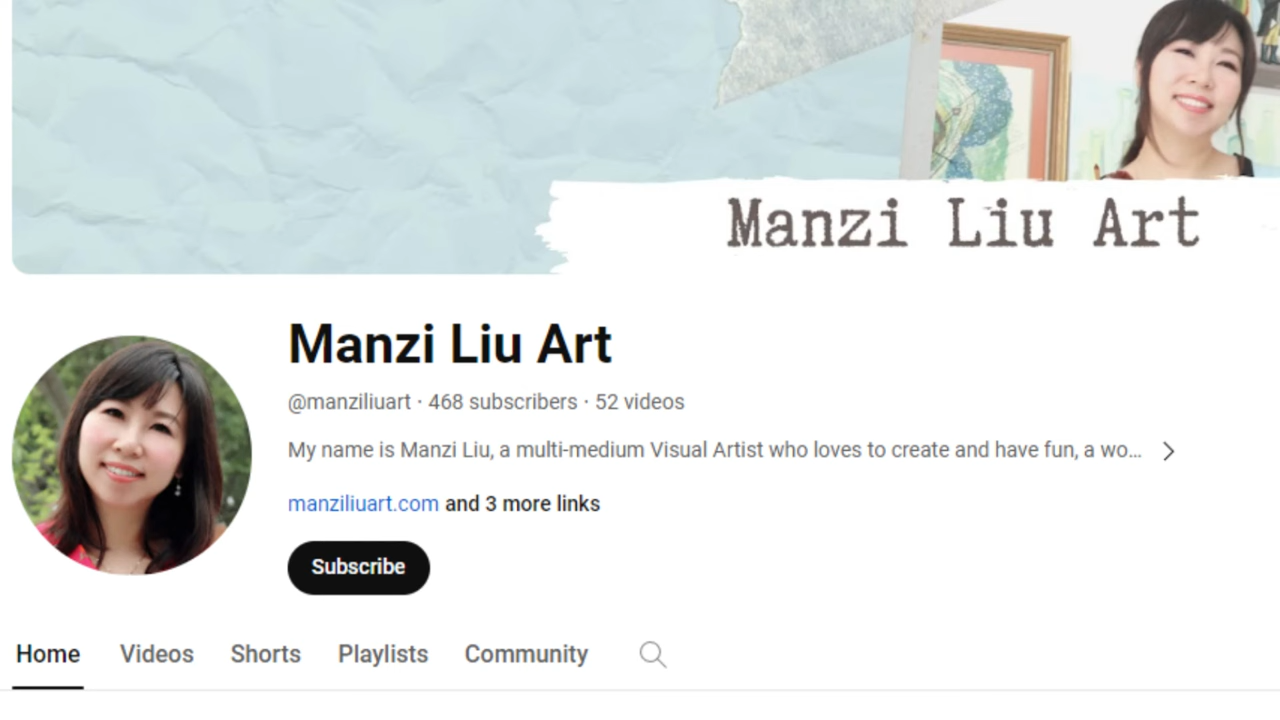 Manzi Liu Art
Manzi Liu Art
@manziliuart · 468 subscribers · 52 videos
My name is Manzi Liu, a multi-medium Visual Artist who loves to create and have fun, a wo...
manziliuart.com and 3 more links
Subscribe
Home Videos Shorts Playlists Community